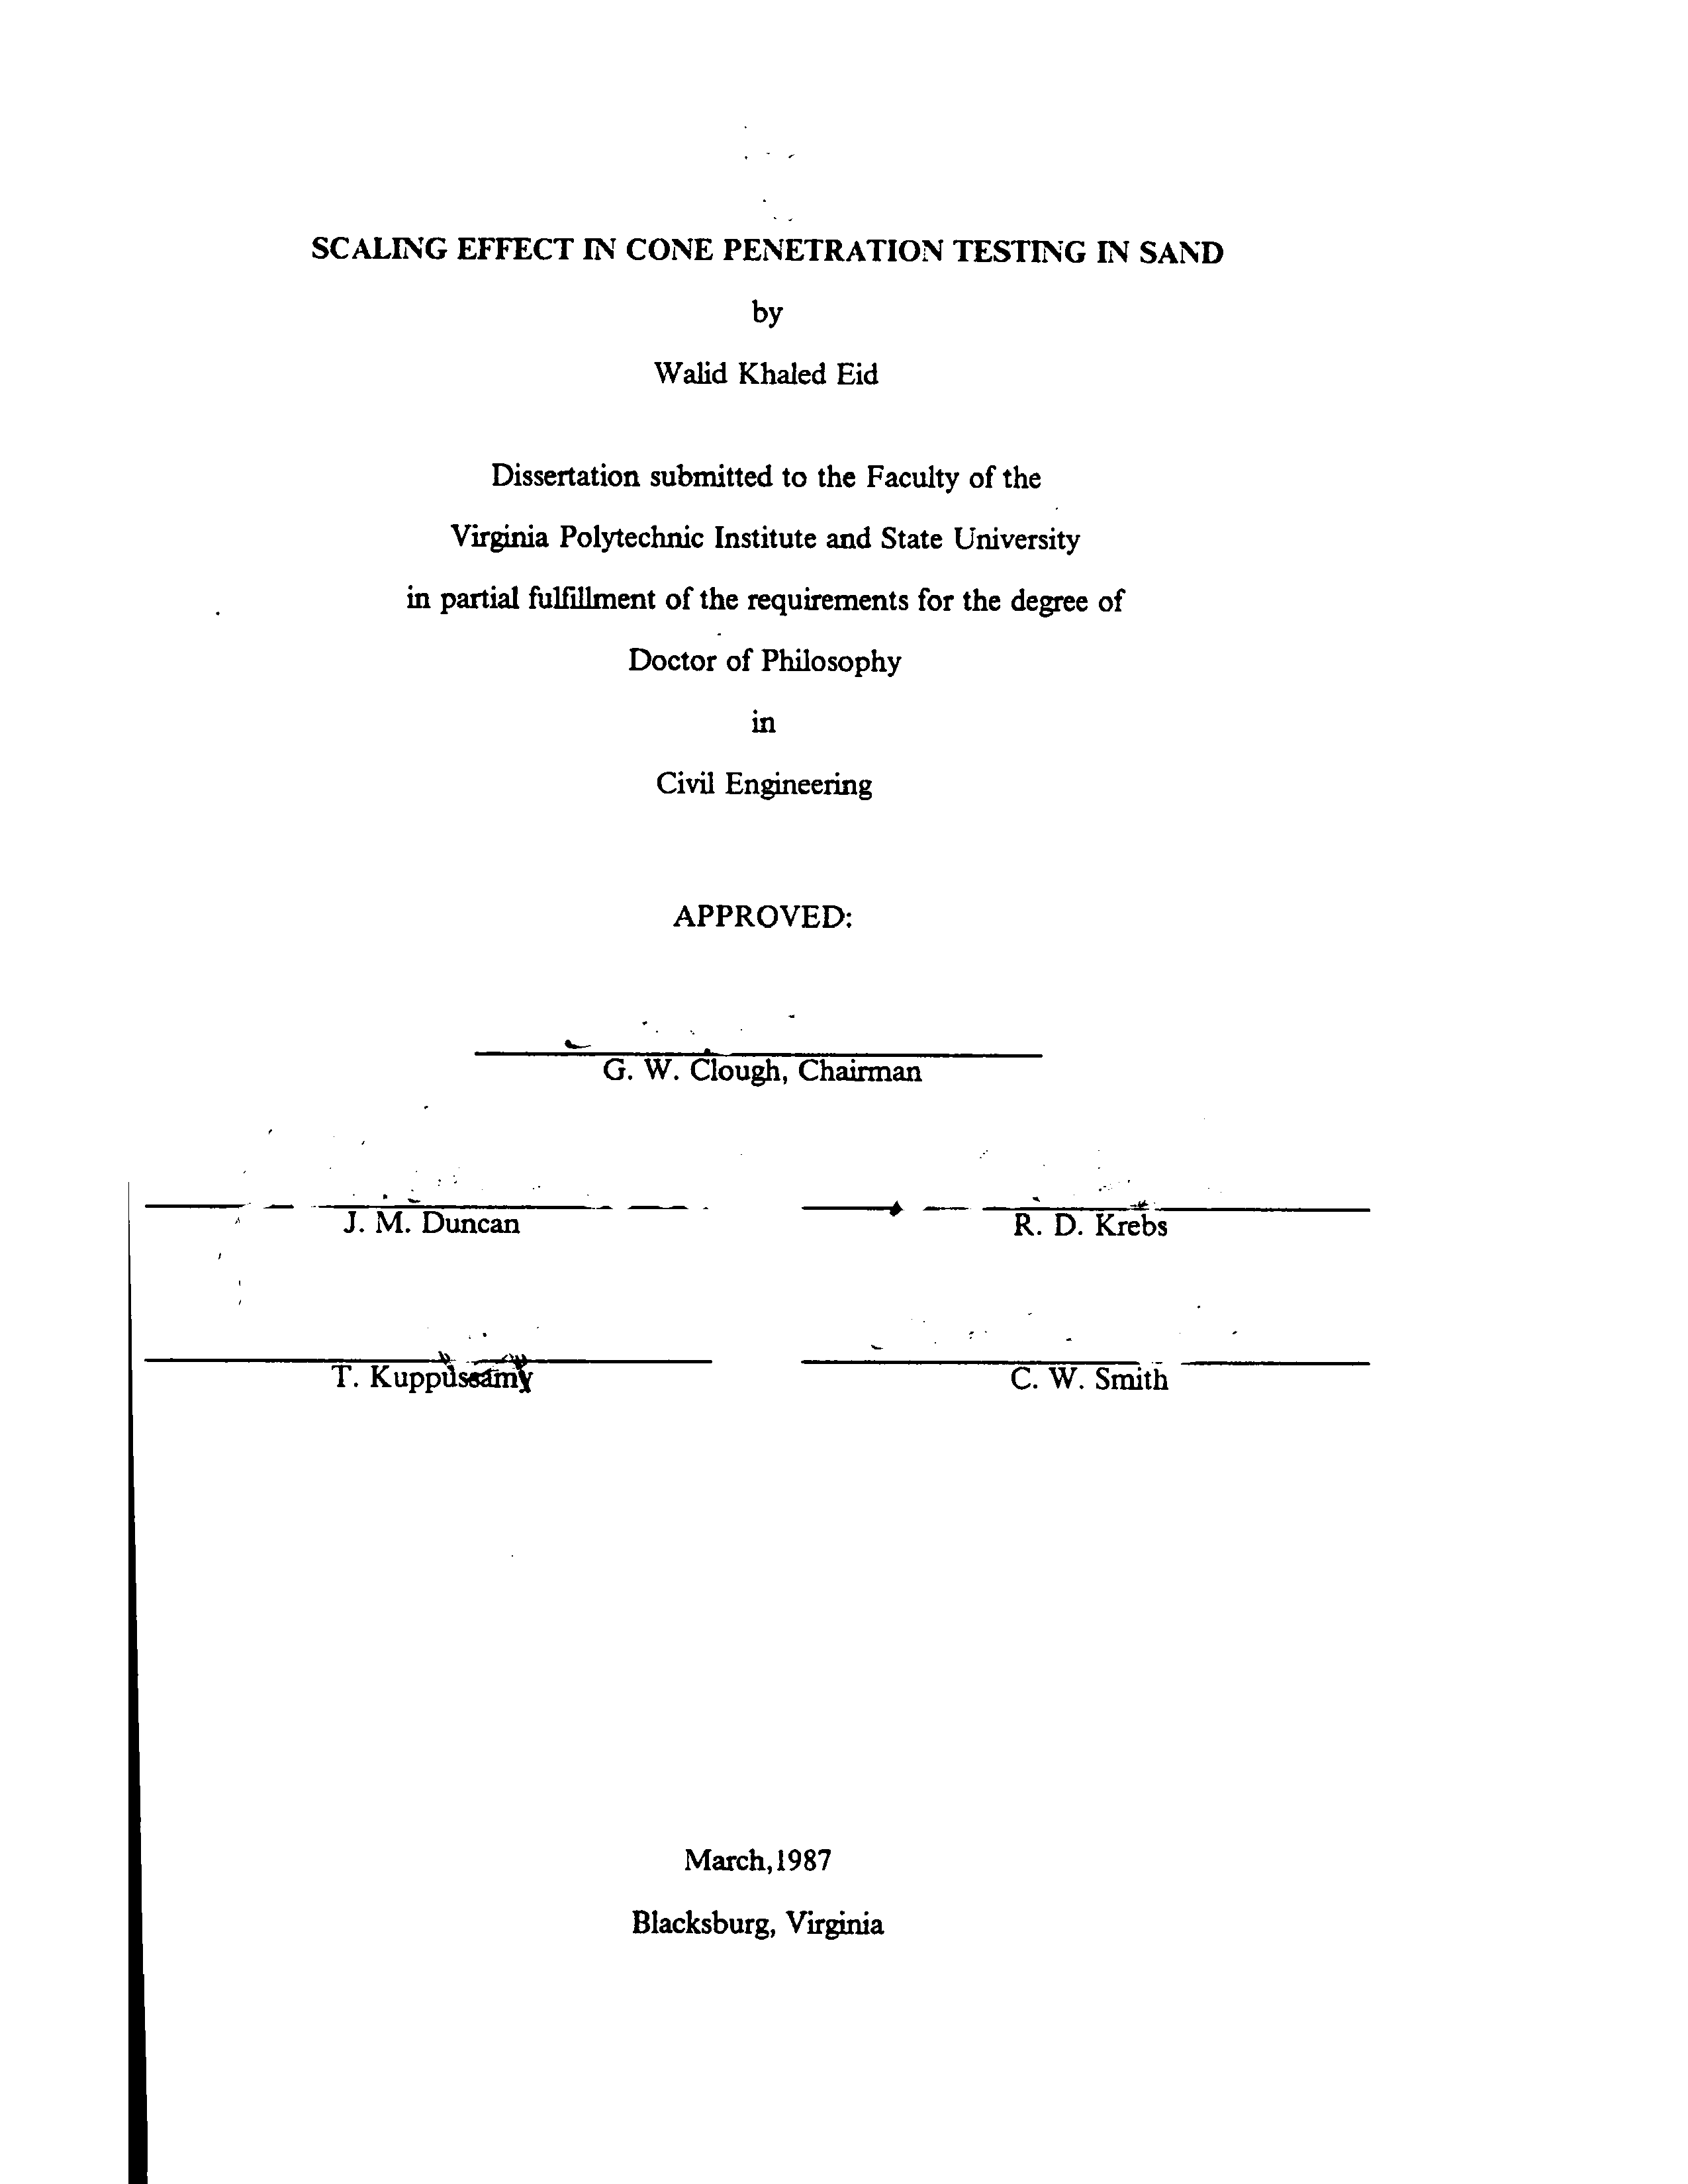 SCALING EFFECT IN CONE PENETRATION TESTING IN SAND
by
Walid Khaled Eid
Dissertation submitted to the Faculty of the
Virginia Polytechnic Institute and State University
in partial fulfillment of the requirements for the degree of
Doctor of Philosophy
in
Civil Engineering
APPROVED:
G. W. Clough, Chairman
J. M. Duncan
R. D. Krebs
T. Kuppusamy
C. W. Smith
March,1987
Blacksburg, Virginia